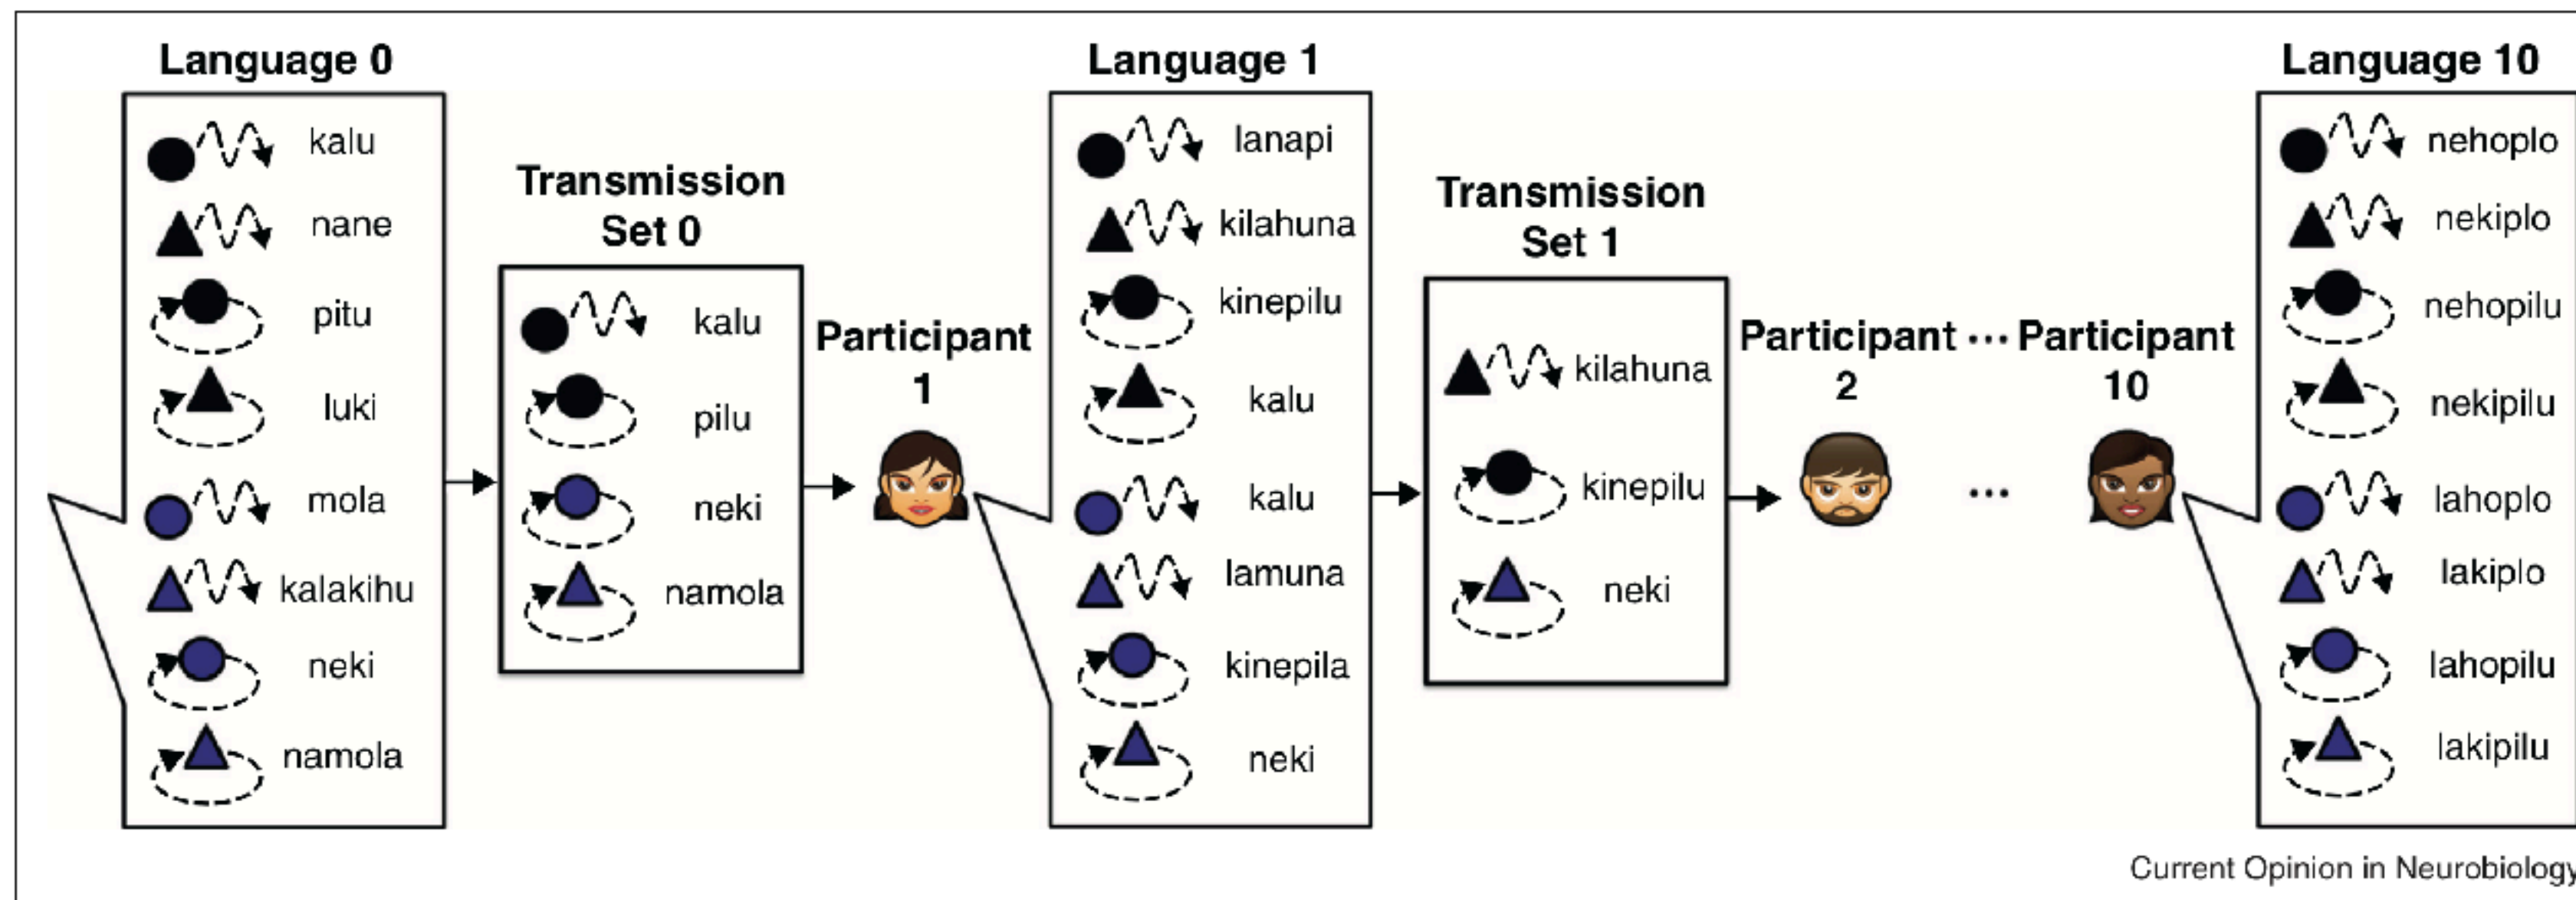 Language 0
kalu
nane
pitu
luki
mola
kalakihu
neki
namola
Transmission
Set 0
kalu
pilu
neki
namola
Participant
1
Language 1
lanapi
kilahuna
kinepilu
kalu
kalu
lamuna
kinepila
neki
Transmission
Set 1
kilahuna
kinepilu
neki
Participant ... Participant
2 10
...
Language 10
nehoplo
nekiplo
nehopilu
nekipilu
lahoplo
lakiplo
lahopilu
lakipilu
Current Opinion in Neurobiology